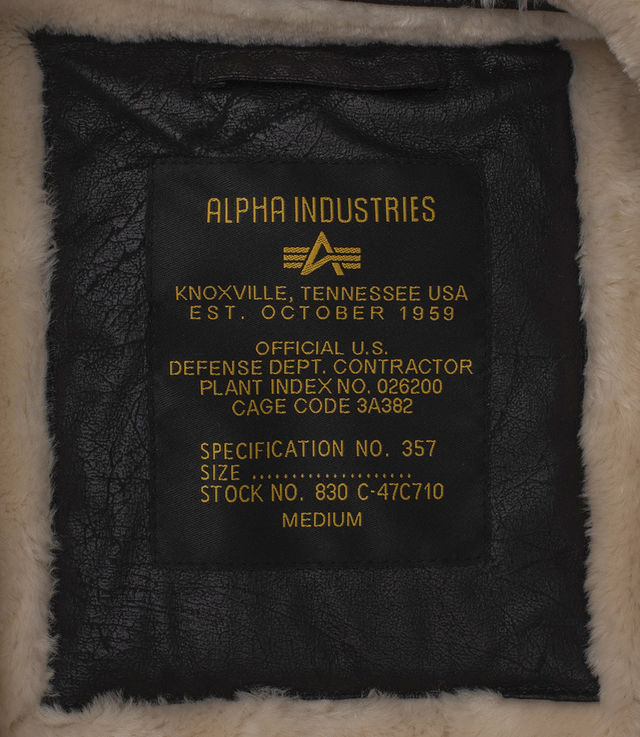 ALPHA INDUSTRIES
KNOXVILLE, TENNESSEE USA
EST. OCTOBER 1959
OFFICIAL U.S.
DEFENSE DEPT. CONTRACTOR
PLANT INDEX NO. 026200
CAGE CODE 3A382
SPECIFICATION NO. 357
SIZE .....................
STOCK NO. 830 C-47C710
MEDIUM